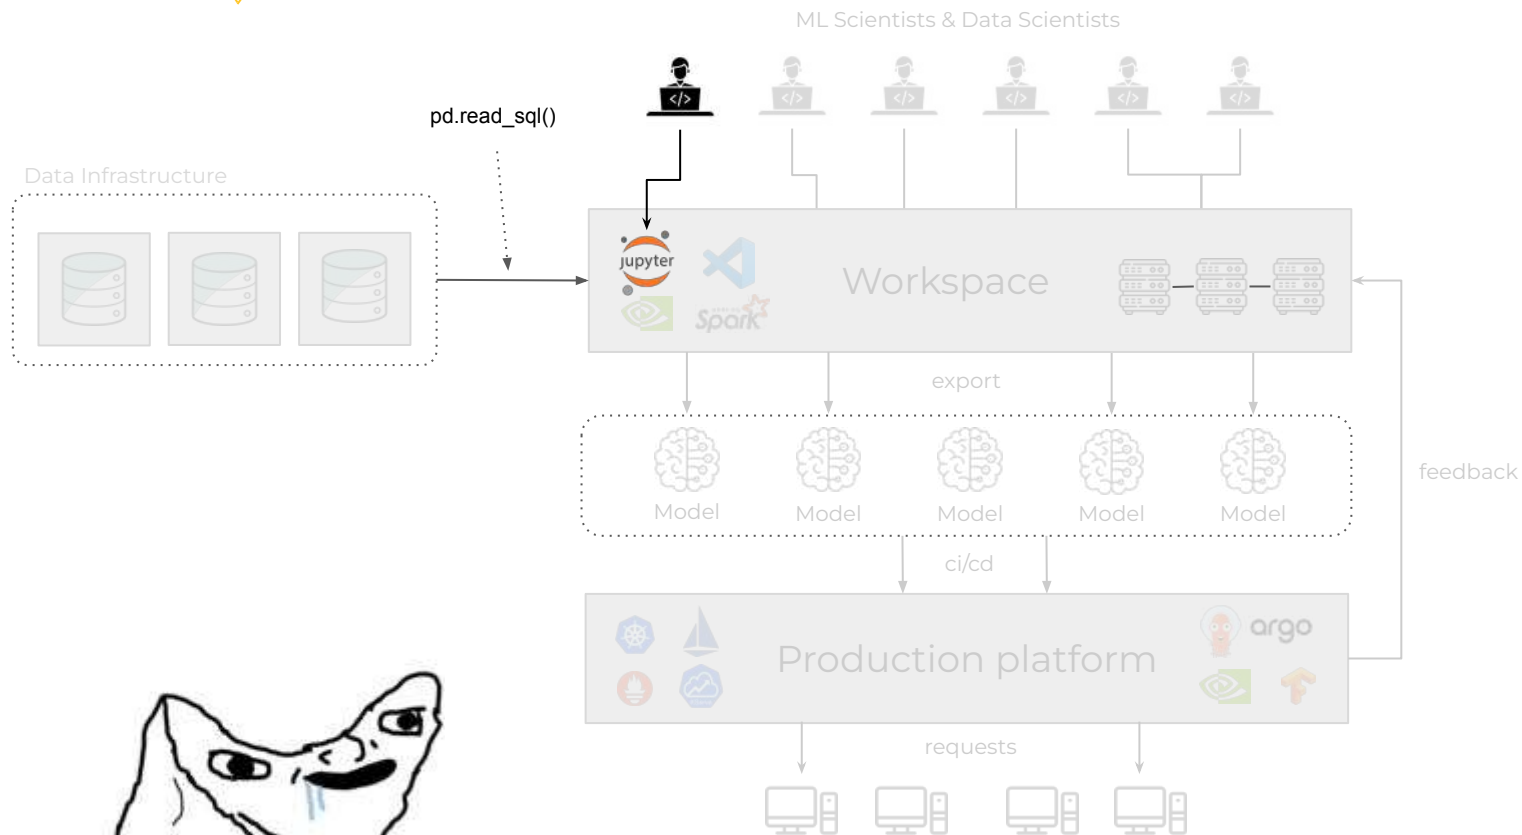 ML Scientists & Data Scientists
</>
</>
</>
</>
</>
</>
pd.read_sql()
Data Infrastructure
jupyter
Workspace
Spark
export
Model
Model
Model
Model
Model
feedback
ci/cd
argo
Production platform
requests